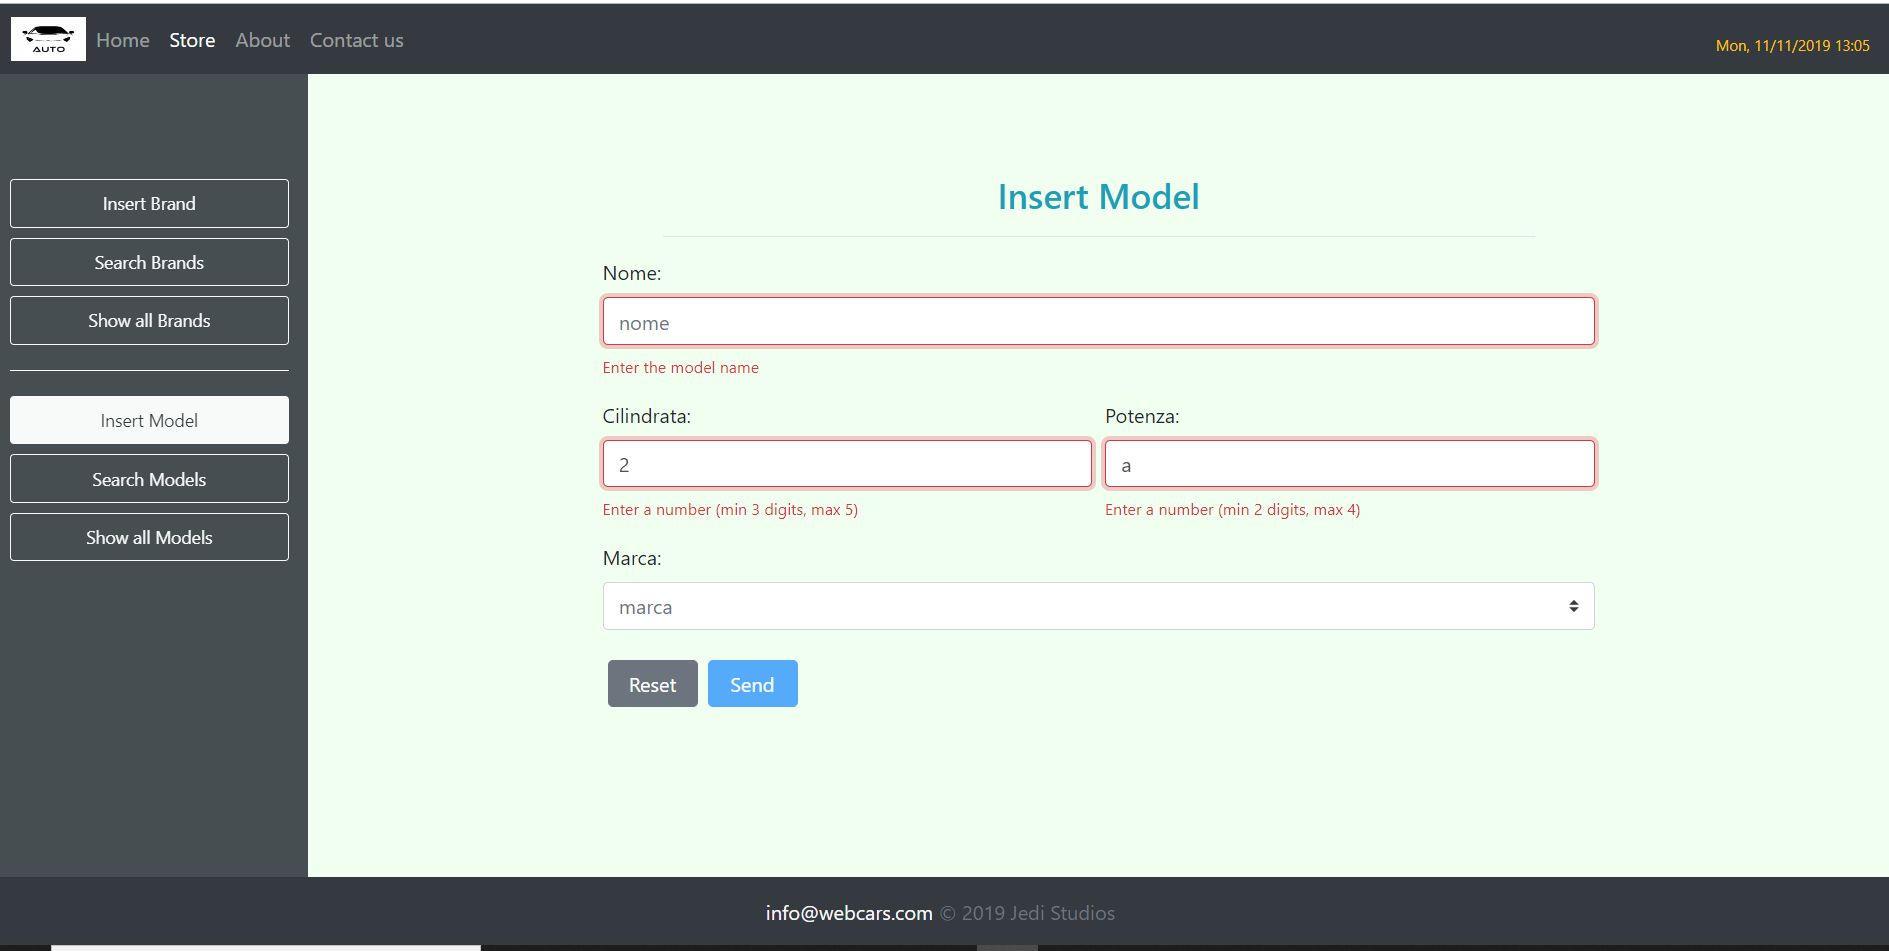 AUTO
Home Store About Contact us
Mon, 11/11/2019 13:05
Insert Brand
Search Brands
Show all Brands
Insert Model
Search Models
Show all Models
Insert Model
Nome:
nome
Enter the model name
Cilindrata: Potenza:
2 a
Enter a number (min 3 digits, max 5) Enter a number (min 2 digits, max 4)
Marca:
marca
Reset Send
info@webcars.com © 2019 Jedi Studios